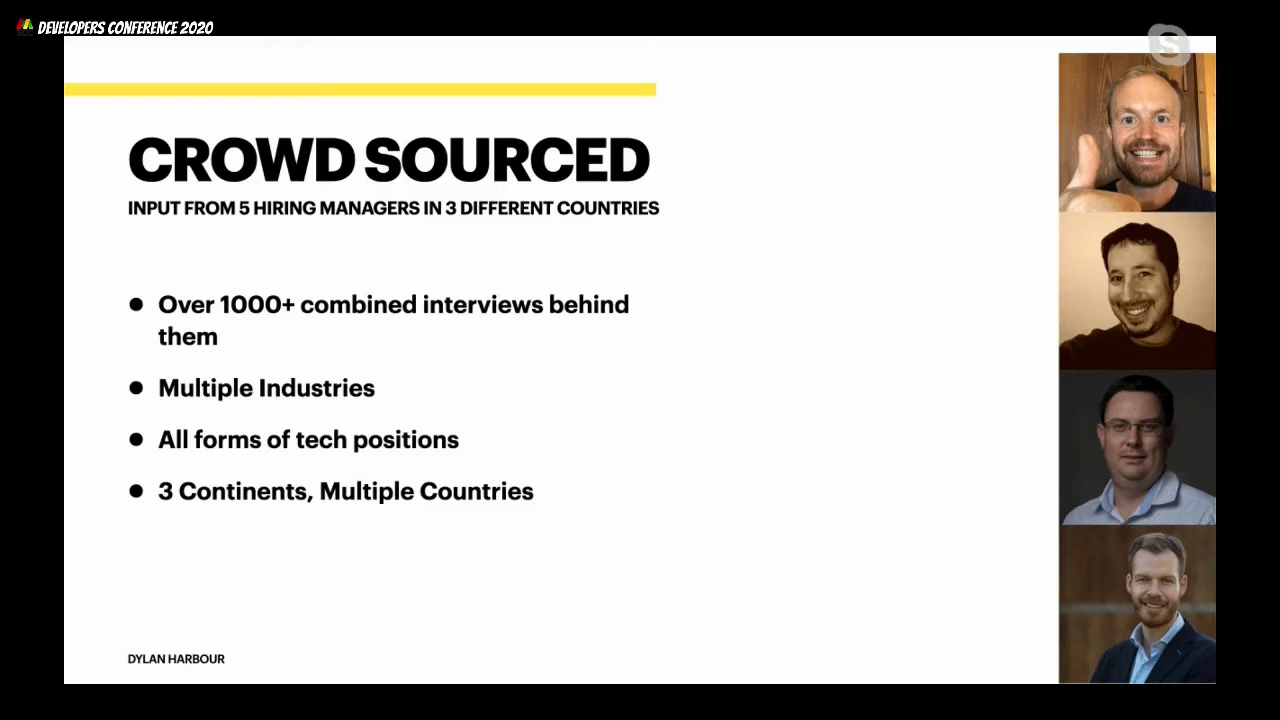 DEVELOPERS CONFERENCE 2020
CROWD SOURCED
INPUT FROM 5 HIRING MANAGERS IN 3 DIFFERENT COUNTRIES
● Over 1000+ combined interviews behind
them
● Multiple Industries
● All forms of tech positions
● 3 Continents, Multiple Countries
DYLAN HARBOUR